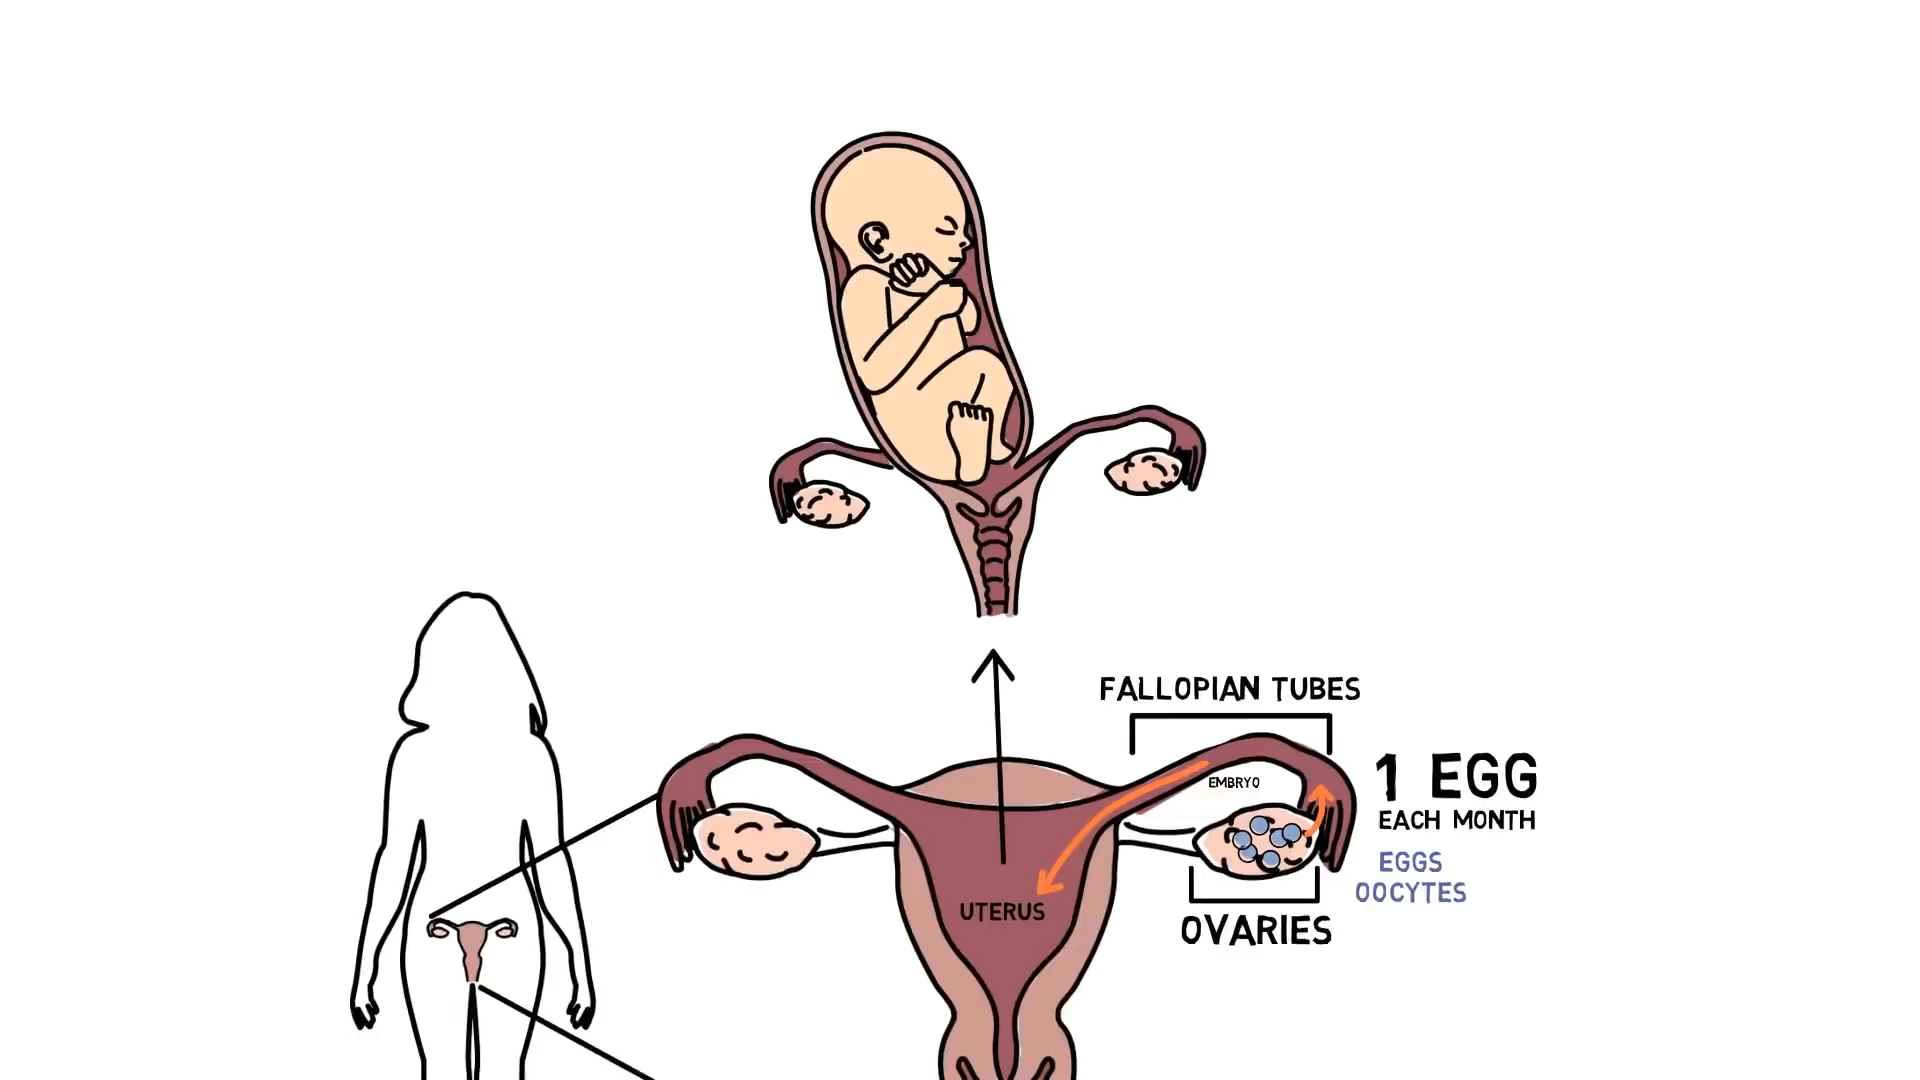 FALLOPIAN TUBES
1 EGG
EACH MONTH
EMBRYO
EGGS
OOCYTES
UTERUS
OVARIES